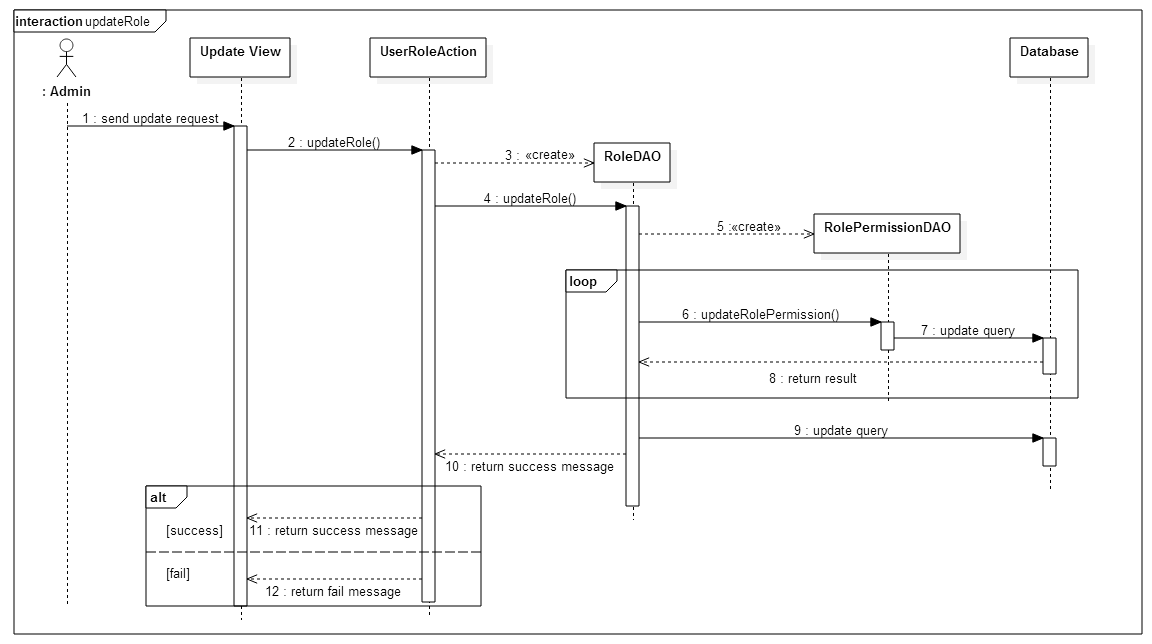 interaction updateRole
Update View
UserRoleAction
Database
: Admin
1 : send update request
2 : updateRole()
3 : «create»
RoleDAO
4 : updateRole()
5 :«create»
RolePermissionDAO
loop
6 : updateRolePermission()
7 : update query
8 : return result
9 : update query
10 : return success message
alt
[success]
11 : return success message
[fail]
12 : return fail message